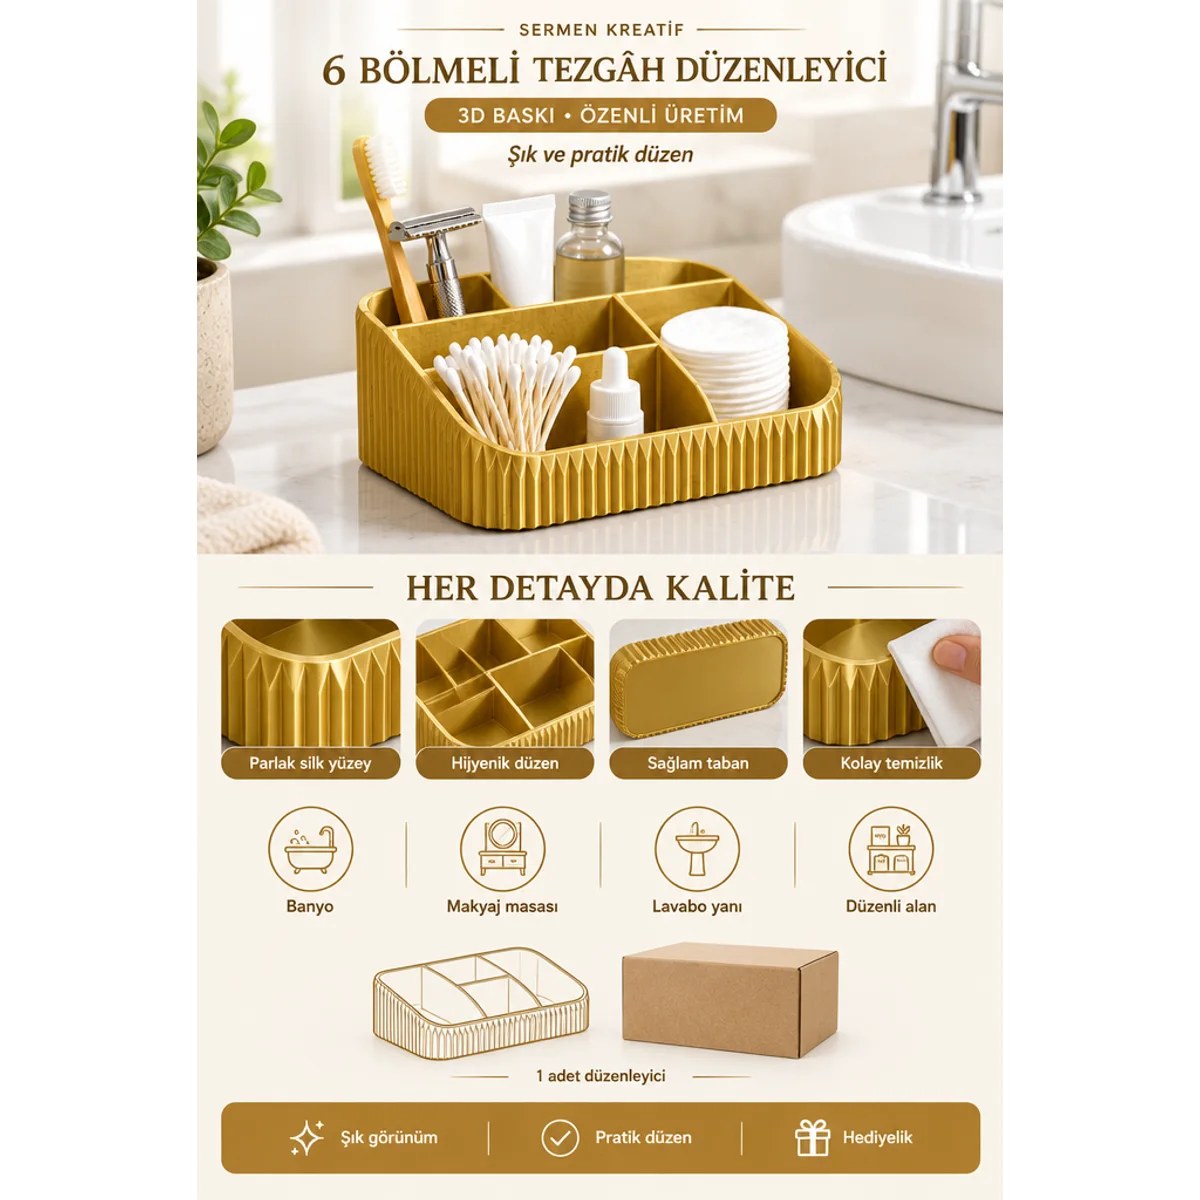 SERMEN KREATİF
6 BÖLMELİ TEZGÂH DÜZENLEYİCİ
3D BASKI • ÖZENLİ ÜRETİM
Şık ve pratik düzen
HER DETAYDA KALİTE
Parlak silk yüzey
Hijyenik düzen
Sağlam taban
Kolay temizlik
Banyo
Makyaj masası
Lavabo yanı
Düzenli alan
1 adet düzenleyici
Şık görünüm
Pratik düzen
Hediyelik